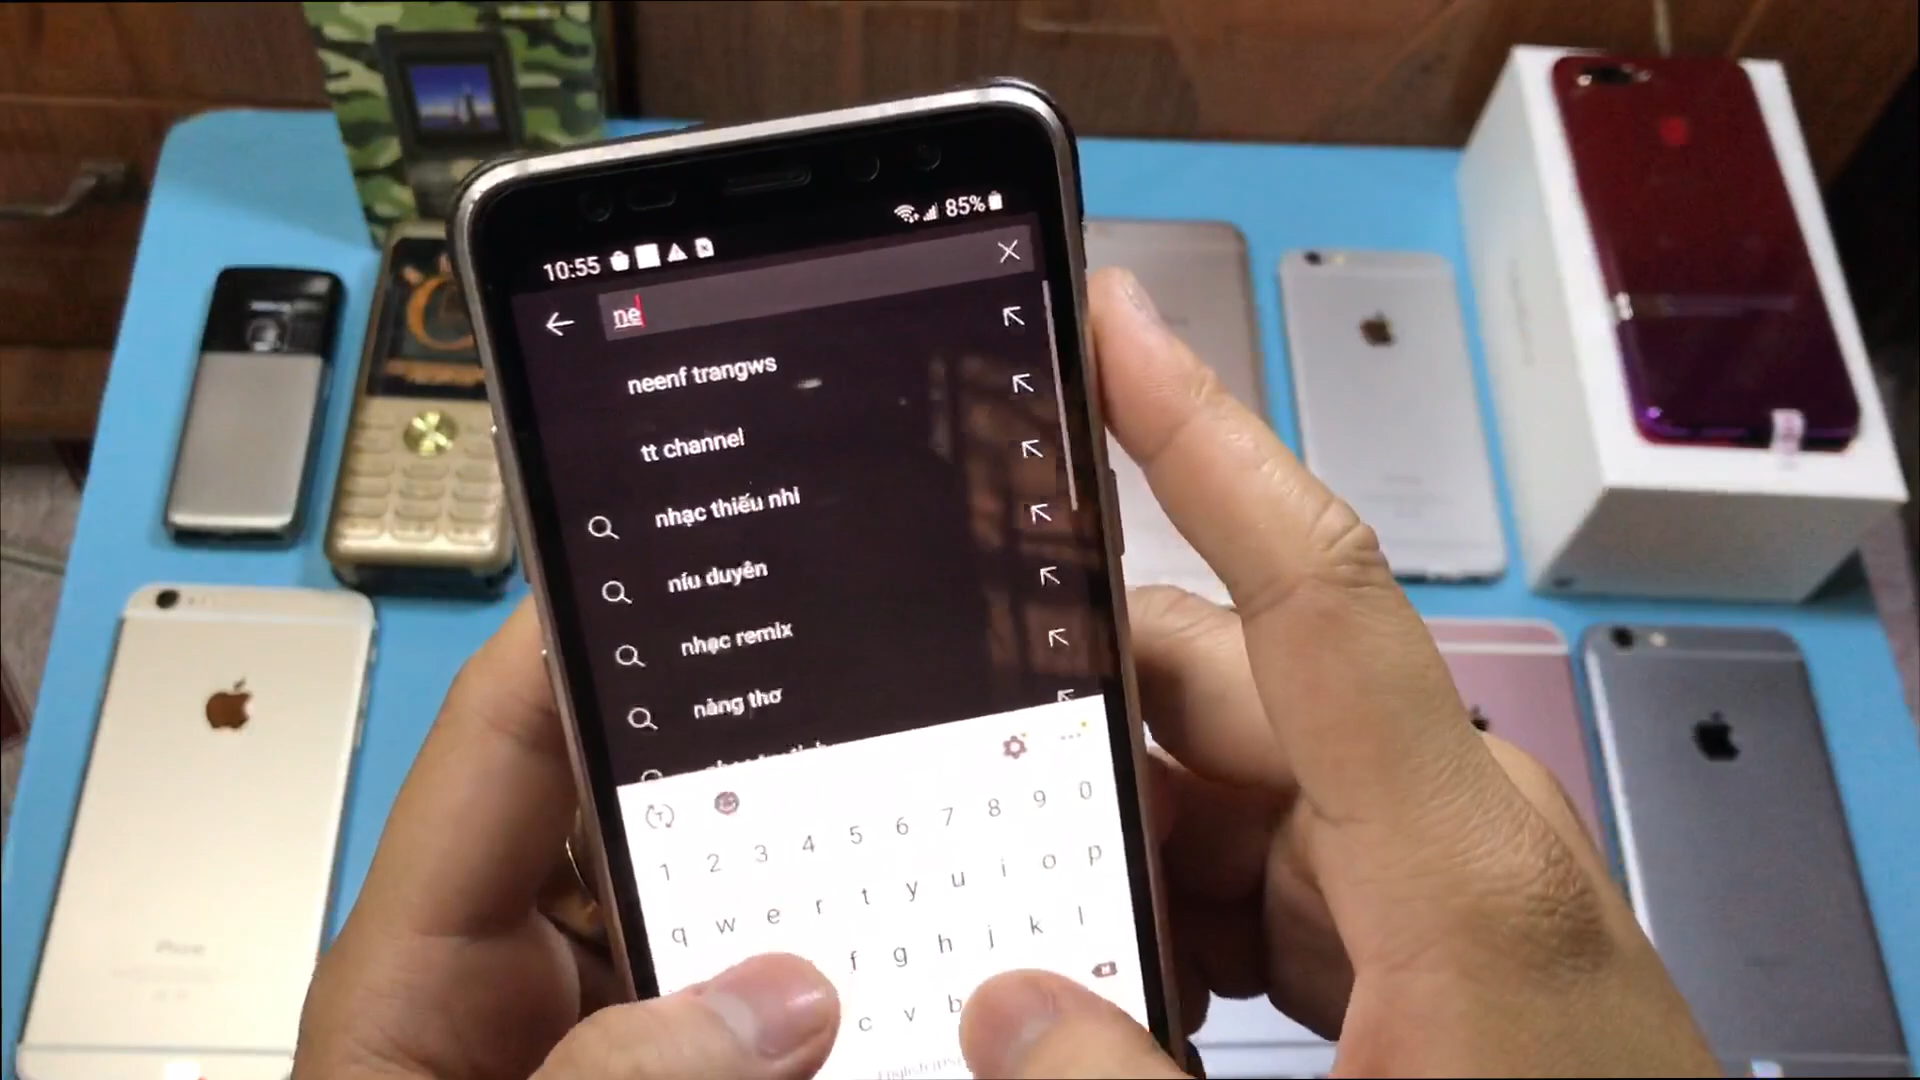 85%
10:55
ne
neenf trangws
tt channel
nhạc thiếu nhi
níu duyên
nhạc remix
nàng thơ
1 2 3 4 5 6 7 8 9 0
q w e r t y u i o p
f g h j k l
c v b
iPhone